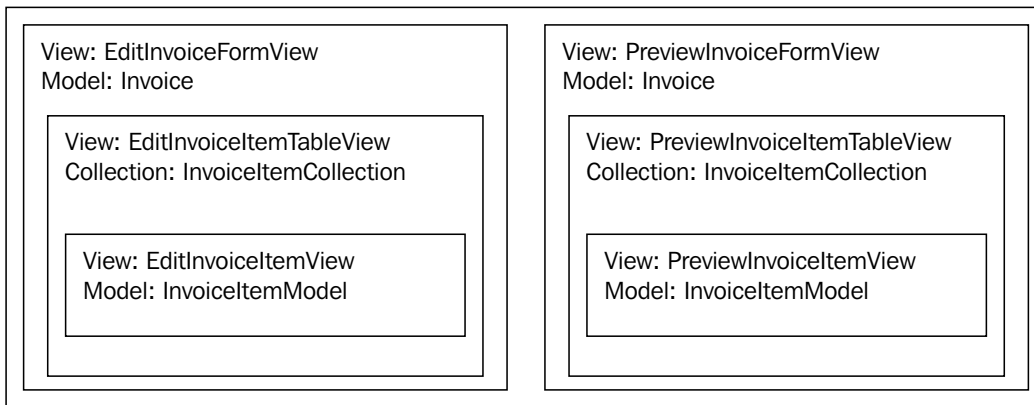 View: EditInvoiceFormView
Model: Invoice
View: EditInvoiceItemTableView
Collection: InvoiceItemCollection
View: EditInvoiceItemView
Model: InvoiceItemModel
View: PreviewInvoiceFormView
Model: Invoice
View: PreviewInvoiceItemTableView
Collection: InvoiceItemCollection
View: PreviewInvoiceItemView
Model: InvoiceItemModel